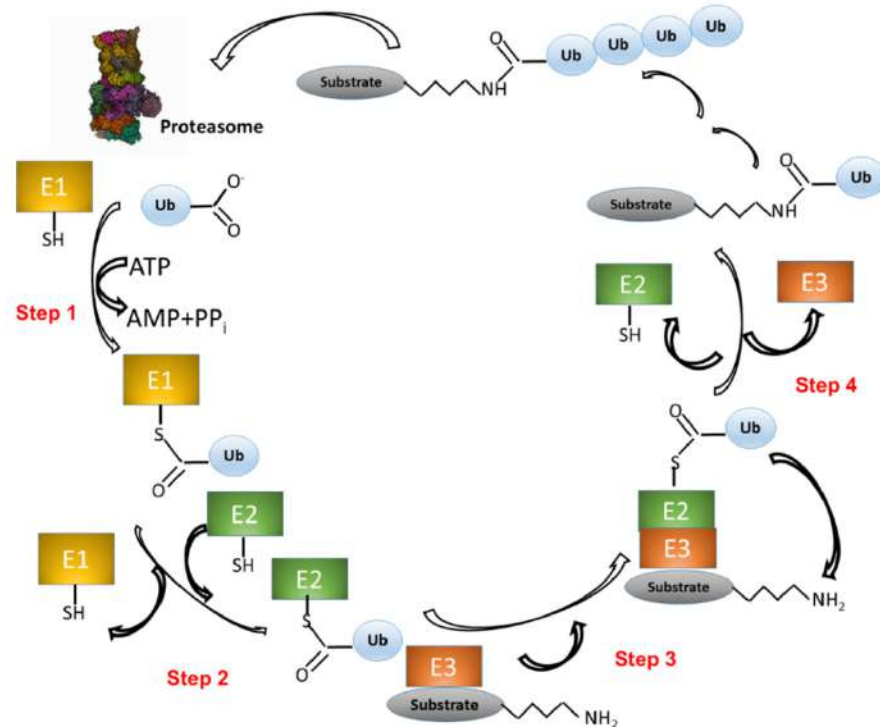 O
Ub
Ub
Ub
Ub
Substrate
NH
Proteasome
E1
SH
Ub
O-
O
ATP
AMP+PPi
Step 1
E1
S
O
Ub
E1
SH
E2
SH
Step 2
E2
S
O
Ub
E3
Substrate
NH2
Step 3
O
Ub
S
E2
E3
Substrate
NH2
Step 4
E2
SH
E3
O
Ub
Substrate
NH